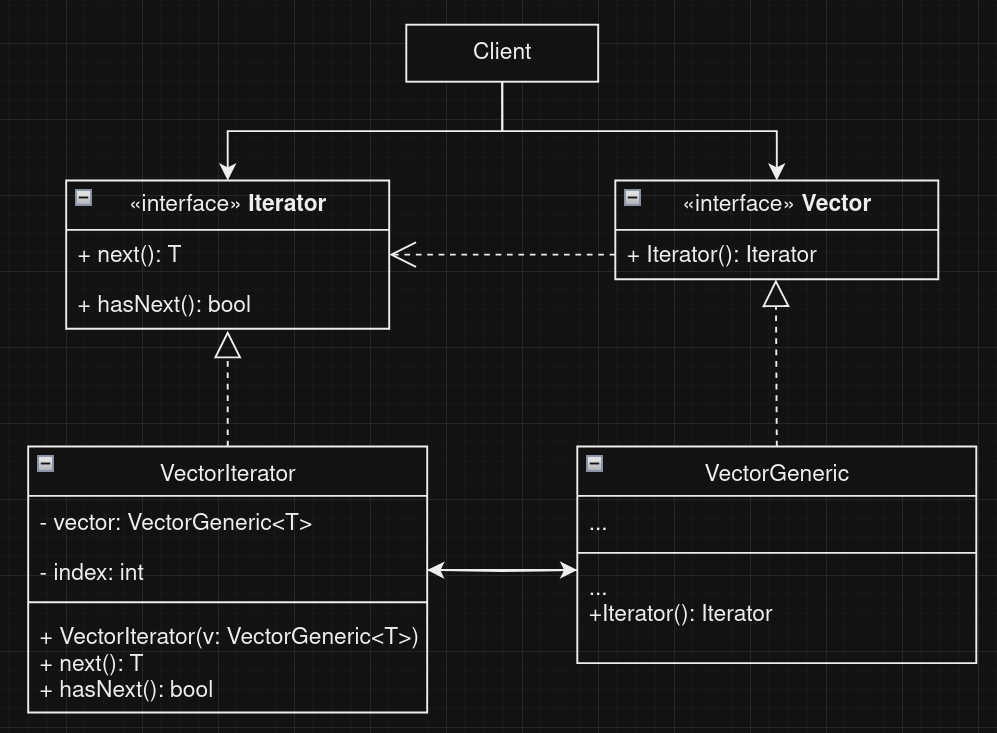 Client
«interface» Iterator
+ next(): T
+ hasNext(): bool
«interface» Vector
+ Iterator(): Iterator
VectorIterator
- vector: VectorGeneric<T>
- index: int
+ VectorIterator(v: VectorGeneric<T>)
+ next(): T
+ hasNext(): bool
VectorGeneric
...
...
+Iterator(): Iterator